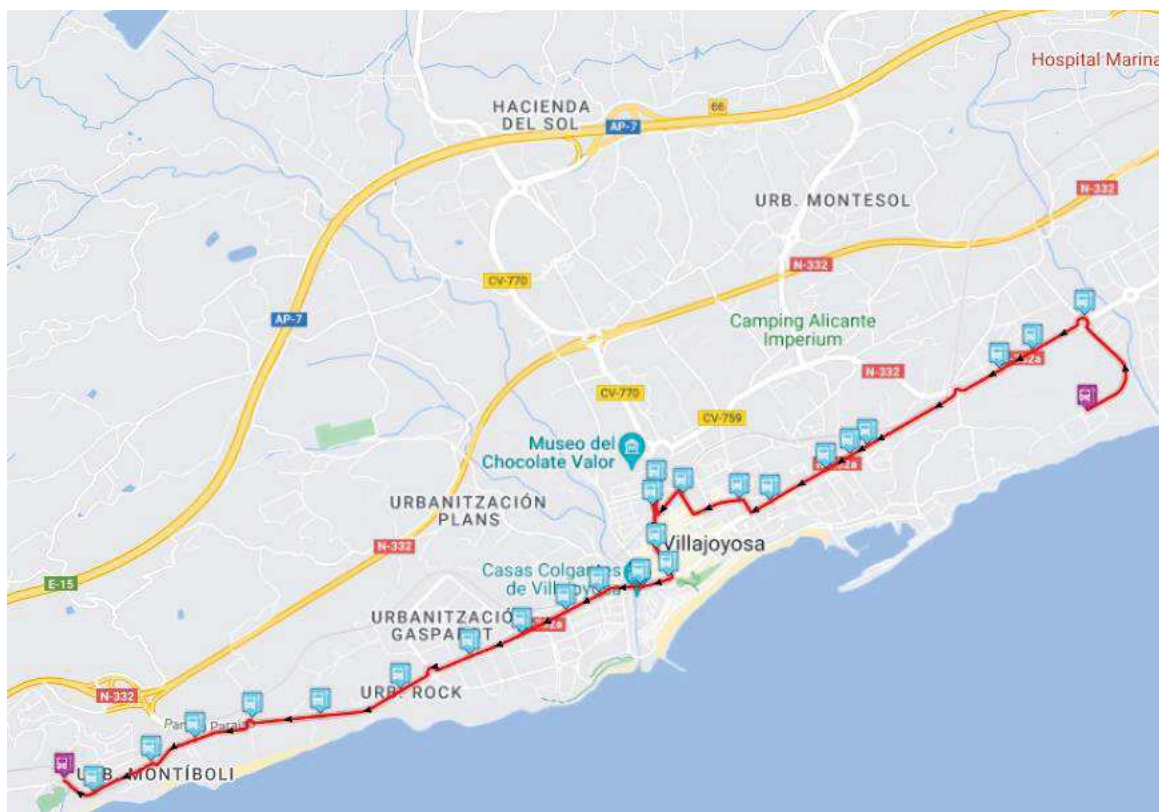 Hospital Marina
HACIENDA
DEL SOL
66
AP-7
N-332
URB. MONTESOL
N-332
CV-770
AP-7
Camping Alicante
Imperium
N-332
CV-770
CV-759
Museo del
Chocolate Valor
URBANITZACIÓN
PLANS
Villajoyosa
N-332
Casas Colgantes
E-15
URBANITZACIÓ
URB. ROCK
N-332
URB. MONTÍBOLI